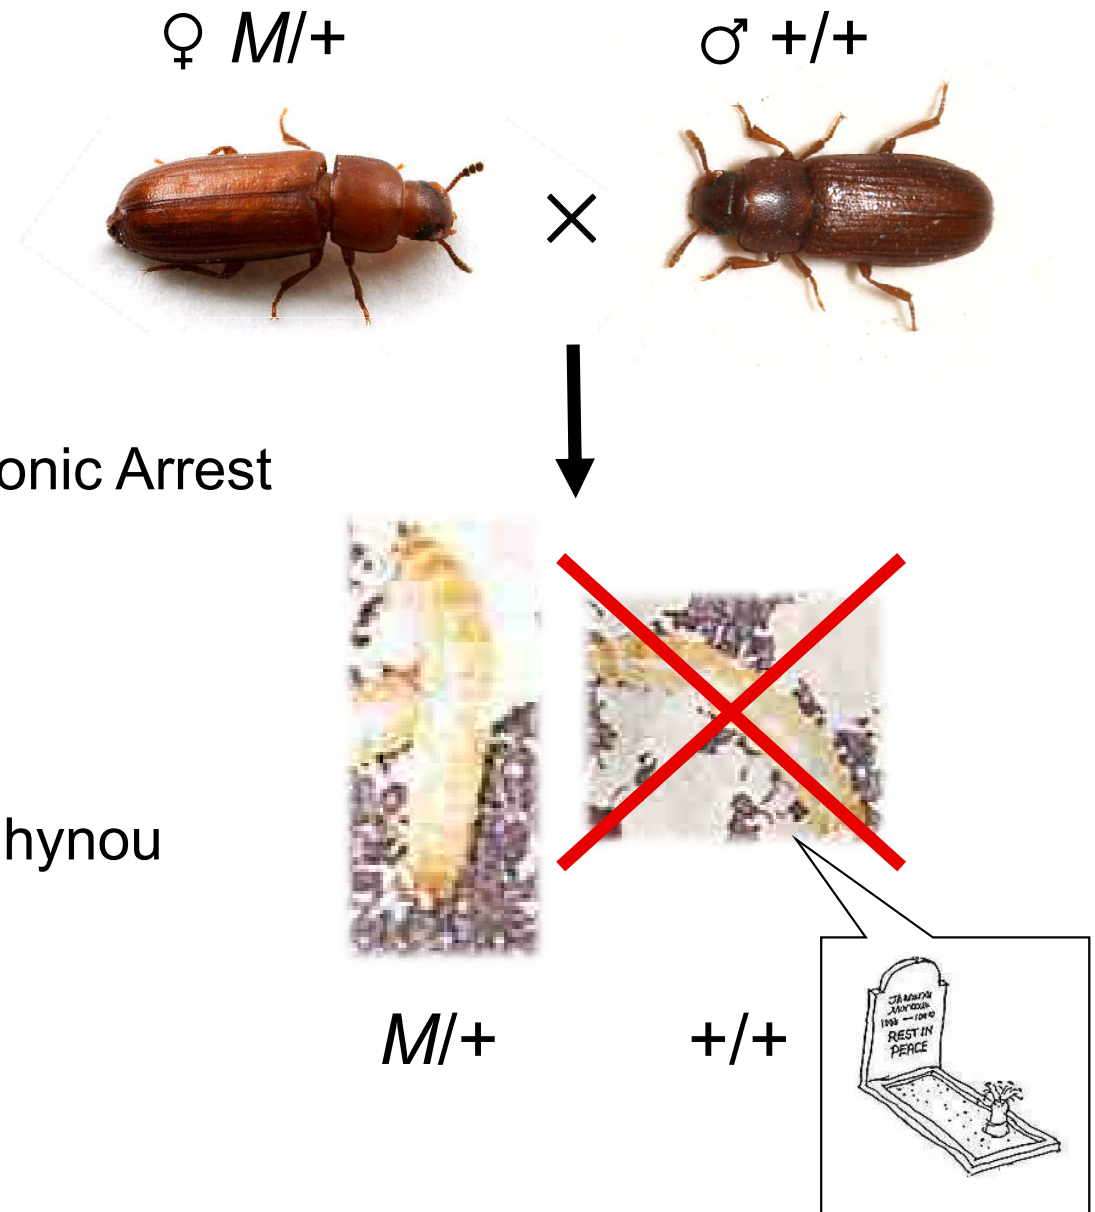 ♀ M/+
♂ +/+
×
onic Arrest
hynou
M/+
+/+
REST IN
PEACE